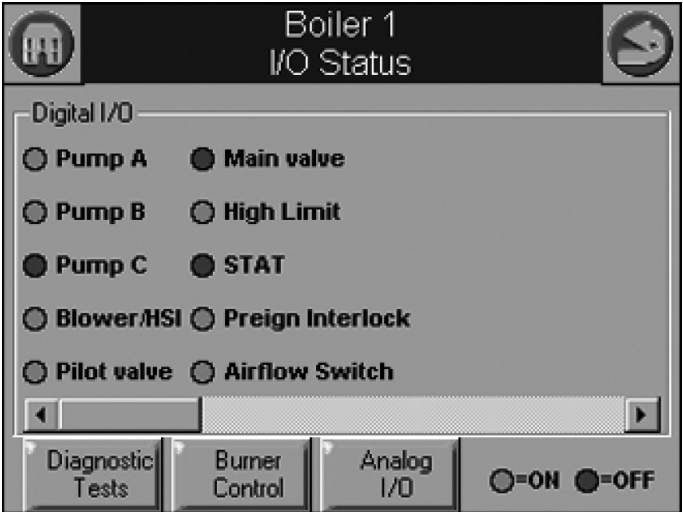 Boiler 1
I/O Status
Digital I/O
Pump A Main valve
Pump B High Limit
Pump C STAT
Blower/HSI Preign Interlock
Pilot valve Airflow Switch
Diagnostic Tests
Burner Control
Analog I/O
=ON =OFF